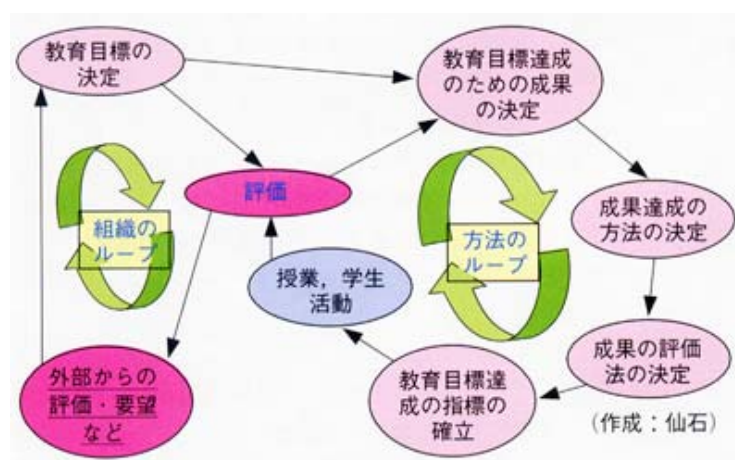 教育目標の
決定
教育目標達成
のための成果
の決定
評価
組織の
ループ
方法の
ループ
成果達成の
方法の決定
授業，学生
活動
外部からの
評価・要望
など
教育目標達
成の指標の
確立
成果の評価
法の決定
（作成：仙石）